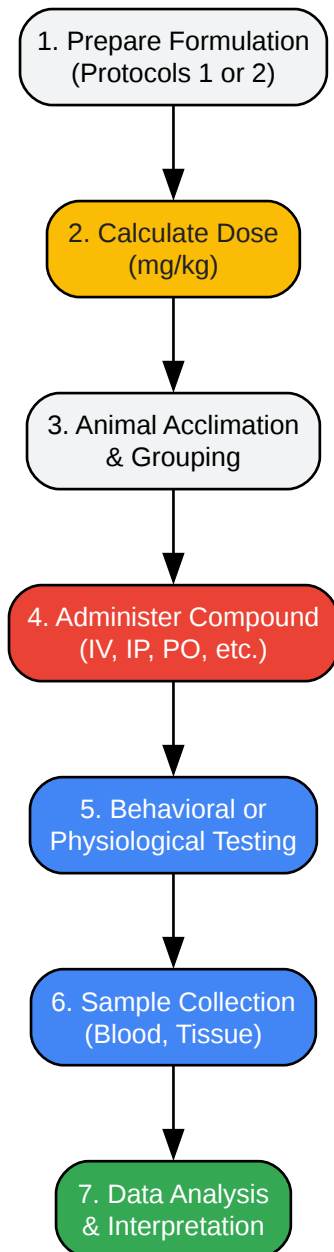 1. Prepare Formulation
(Protocols 1 or 2)
2. Calculate Dose
(mg/kg)
3. Animal Acclimation
& Grouping
4. Administer Compound
(IV, IP, PO, etc.)
5. Behavioral or
Physiological Testing
6. Sample Collection
(Blood, Tissue)
7. Data Analysis
& Interpretation